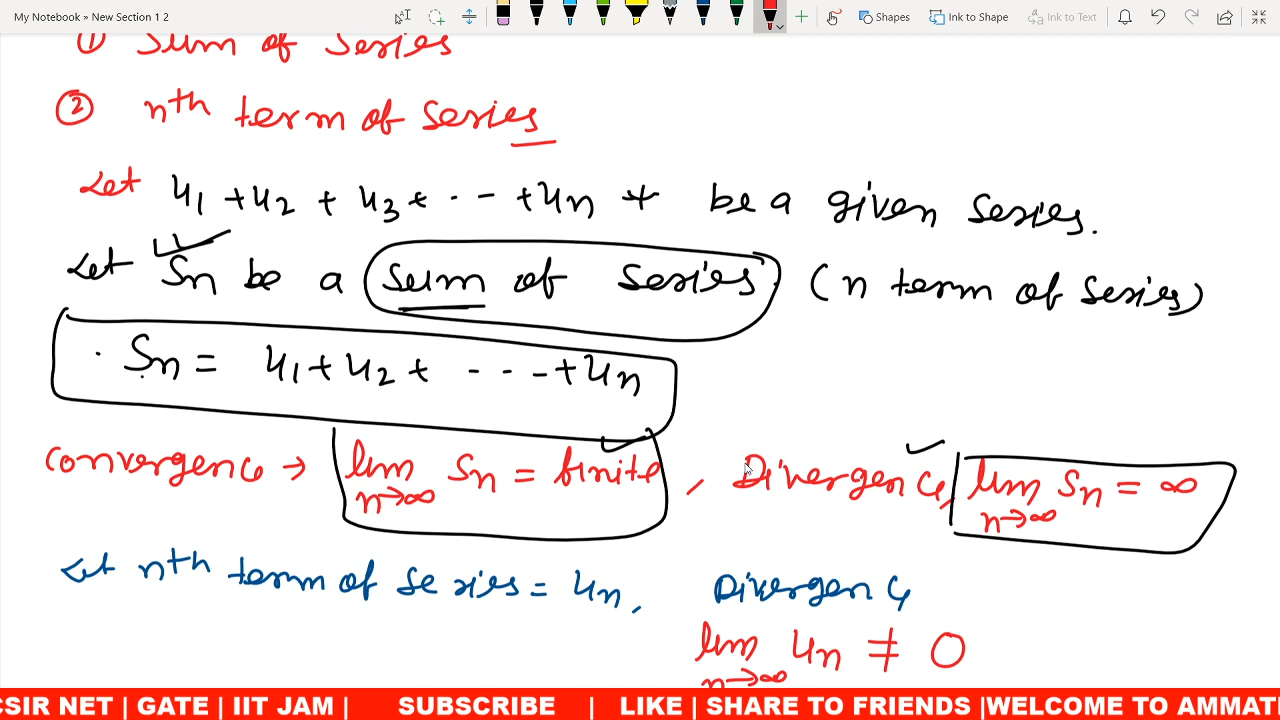 My Notebook » New Section 1 2
Shapes
Ink to Shape
Ink to Text
① Sum of Series
② nth term of series
Let u1 + u2 + u3 + ... + un + be a given series.
Let Sn be a sum of series (n term of series)
Sn = u1 + u2 + - - - + un
convergence → lim n→∞ Sn = finite, Divergence, lim n→∞ Sn = ∞
Let nth term of series = un, Divergence
lim n→∞ un ≠ 0
CSIR NET | GATE | IIT JAM | SUBSCRIBE | LIKE | SHARE TO FRIENDS |WELCOME TO AMMAT